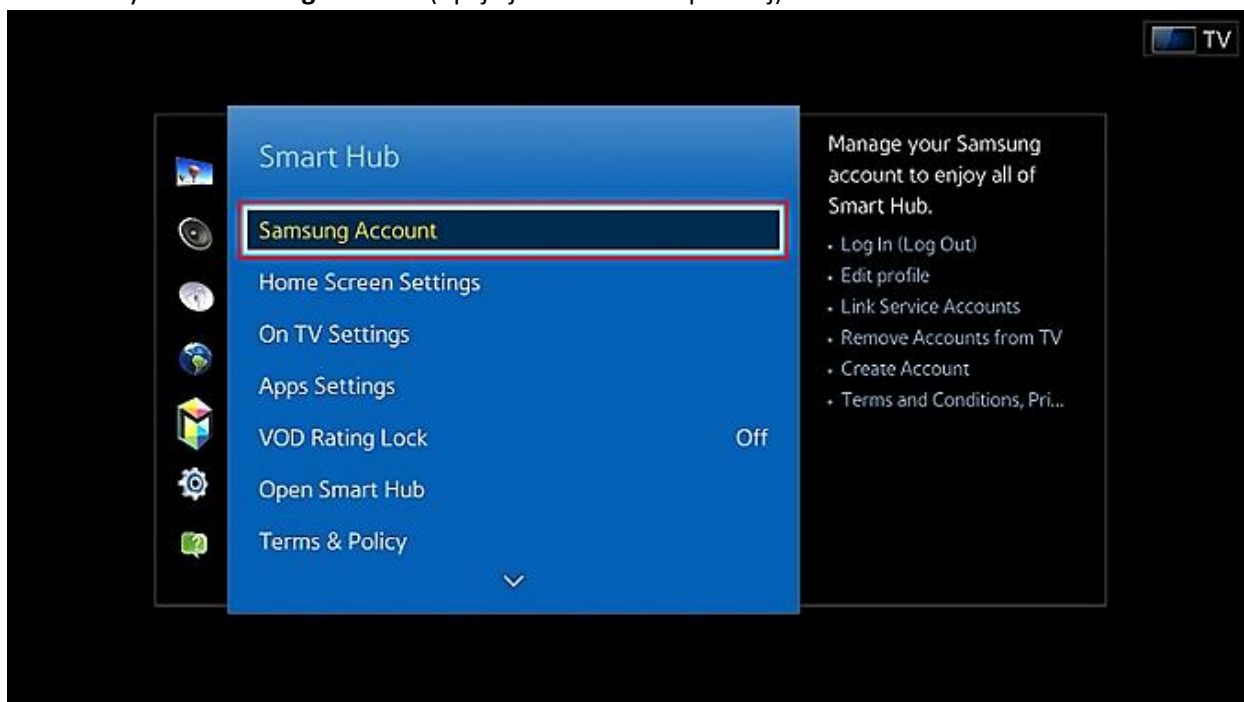 TV
Smart Hub
Samsung Account
Home Screen Settings
On TV Settings
Apps Settings
VOD Rating Lock Off
Open Smart Hub
Terms & Policy
Manage your Samsung
account to enjoy all of
Smart Hub.
• Log In (Log Out)
• Edit profile
• Link Service Accounts
• Remove Accounts from TV
• Create Account
• Terms and Conditions, Pri...